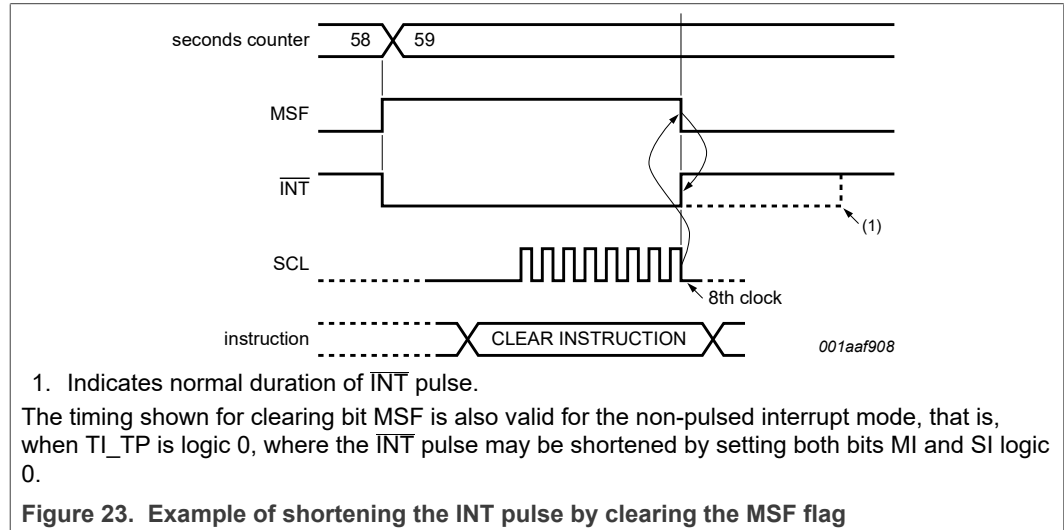 seconds counter 58 59
MSF
INT
(1)
SCL
8th clock
instruction CLEAR INSTRUCTION
001aaf908
1. Indicates normal duration of INT pulse.
The timing shown for clearing bit MSF is also valid for the non-pulsed interrupt mode, that is,
when TI_TP is logic 0, where the INT pulse may be shortened by setting both bits MI and SI logic
0.
Figure 23. Example of shortening the INT pulse by clearing the MSF flag